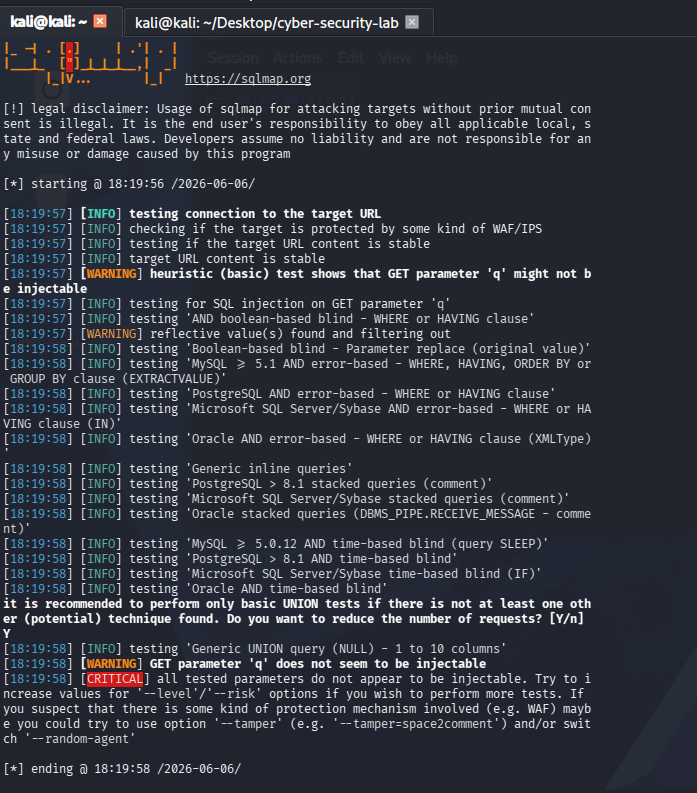 kali@kali: ~
kali@kali: ~/Desktop/cyber-security-lab
Session Actions Edit View Help
|_ -| . [.] | .'| . |
|___|_ ["]_|_|_|__,| _|
|_|V... |_| https://sqlmap.org
[!] legal disclaimer: Usage of sqlmap for attacking targets without prior mutual con
sent is illegal. It is the end user's responsibility to obey all applicable local, s
tate and federal laws. Developers assume no liability and are not responsible for an
y misuse or damage caused by this program
[*] starting @ 18:19:56 /2026-06-06/
[18:19:57] [INFO] testing connection to the target URL
[18:19:57] [INFO] checking if the target is protected by some kind of WAF/IPS
[18:19:57] [INFO] testing if the target URL content is stable
[18:19:57] [INFO] target URL content is stable
[18:19:57] [WARNING] heuristic (basic) test shows that GET parameter 'q' might not b
e injectable
[18:19:57] [INFO] testing for SQL injection on GET parameter 'q'
[18:19:57] [INFO] testing 'AND boolean-based blind - WHERE or HAVING clause'
[18:19:57] [WARNING] reflective value(s) found and filtering out
[18:19:58] [INFO] testing 'Boolean-based blind - Parameter replace (original value)'
[18:19:58] [INFO] testing 'MySQL ≥ 5.1 AND error-based - WHERE, HAVING, ORDER BY or
GROUP BY clause (EXTRACTVALUE)'
[18:19:58] [INFO] testing 'PostgreSQL AND error-based - WHERE or HAVING clause'
[18:19:58] [INFO] testing 'Microsoft SQL Server/Sybase AND error-based - WHERE or HA
VING clause (IN)'
[18:19:58] [INFO] testing 'Oracle AND error-based - WHERE or HAVING clause (XMLType)
'
[18:19:58] [INFO] testing 'Generic inline queries'
[18:19:58] [INFO] testing 'PostgreSQL > 8.1 stacked queries (comment)'
[18:19:58] [INFO] testing 'Microsoft SQL Server/Sybase stacked queries (comment)'
[18:19:58] [INFO] testing 'Oracle stacked queries (DBMS_PIPE.RECEIVE_MESSAGE - comme
nt)'
[18:19:58] [INFO] testing 'MySQL ≥ 5.0.12 AND time-based blind (query SLEEP)'
[18:19:58] [INFO] testing 'PostgreSQL > 8.1 AND time-based blind'
[18:19:58] [INFO] testing 'Microsoft SQL Server/Sybase time-based blind (IF)'
[18:19:58] [INFO] testing 'Oracle AND time-based blind'
it is recommended to perform only basic UNION tests if there is not at least one oth
er (potential) technique found. Do you want to reduce the number of requests? [Y/n]
Y
[18:19:58] [INFO] testing 'Generic UNION query (NULL) - 1 to 10 columns'
[18:19:58] [WARNING] GET parameter 'q' does not seem to be injectable
[18:19:58] [CRITICAL] all tested parameters do not appear to be injectable. Try to i
ncrease values for '--level'/'--risk' options if you wish to perform more tests. If
you suspect that there is some kind of protection mechanism involved (e.g. WAF) mayb
e you could try to use option '--tamper' (e.g. '--tamper=space2comment') and/or swit
ch '--random-agent'
[*] ending @ 18:19:58 /2026-06-06/